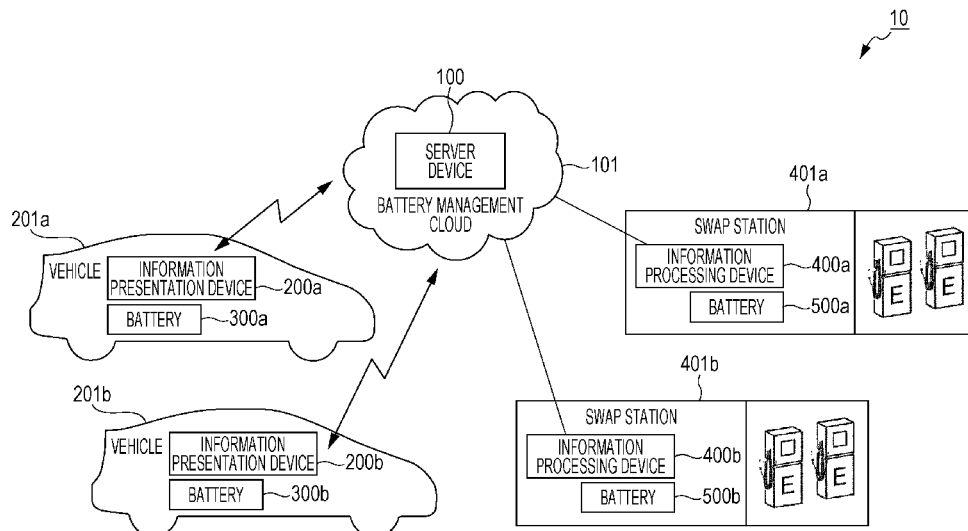 10
100
SERVER
DEVICE
BATTERY MANAGEMENT
CLOUD
101
201a
VEHICLE
INFORMATION
PRESENTATION DEVICE
200a
BATTERY
300a
401a
SWAP STATION
INFORMATION
PROCESSING DEVICE
400a
BATTERY
500a
E
E
201b
VEHICLE
INFORMATION
PRESENTATION DEVICE
200b
BATTERY
300b
401b
SWAP STATION
INFORMATION
PROCESSING DEVICE
400b
BATTERY
500b
E
E